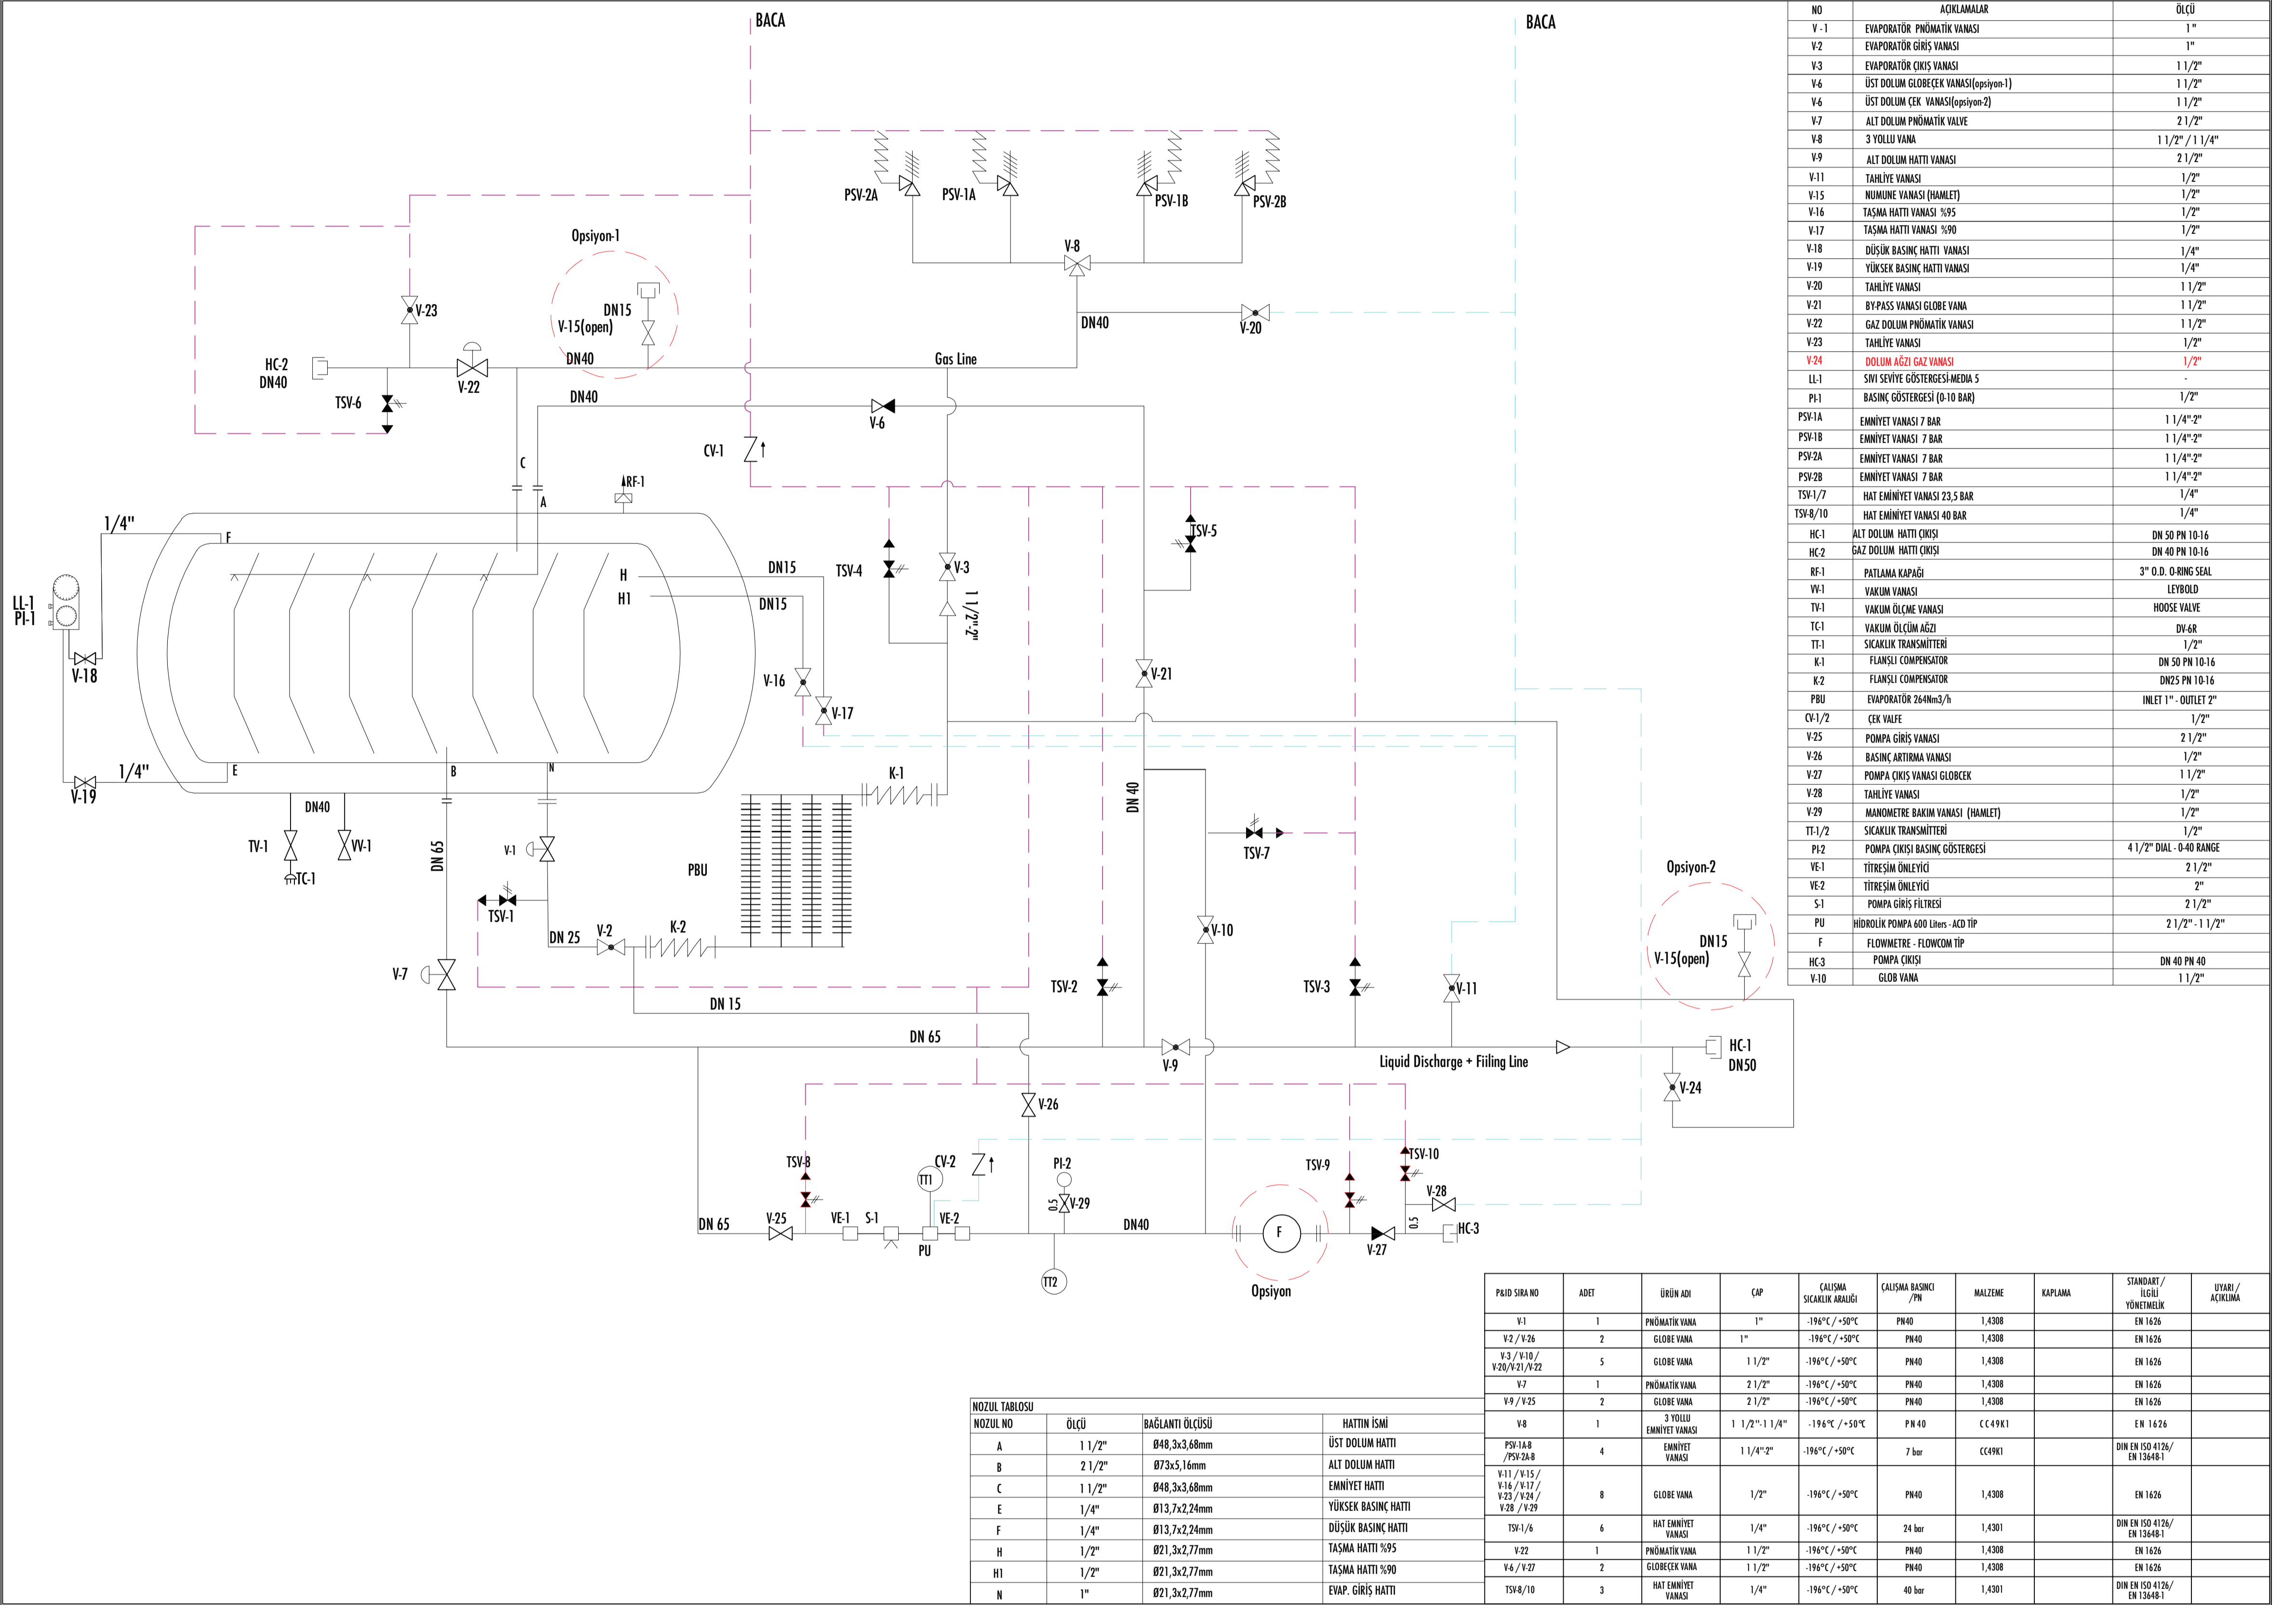 BACA
BACA
PSV-2A
PSV-1A
PSV-1B
PSV-2B
V-8
Opsiyon-1
DN15
V-15(open)
V-23
HC-2
DN40
V-22
DN40
Gas Line
DN40
V-20
TSV-6
DN40
V-6
CV-1
C
A
RF-1
1/4"
F
LL-1
PI-1
V-18
1/4"
V-19
E
B
N
H
H1
DN15
DN15
TSV-4
V-3
1 1/2"2"
TSV-5
V-16
V-17
V-21
K-1
DN40
TV-1
VV-1
TC-1
DN 65
V-1
PBU
DN 40
TSV-7
TSV-1
DN 25
V-2
K-2
V-10
V-7
TSV-2
TSV-3
V-11
DN 15
Opsiyon-2
DN15
V-15(open)
DN 65
V-9
Liquid Discharge + Fiiling Line
HC-1
DN50
V-24
V-26
TSV-8
CV-2
TT1
PI-2
0.5
V-29
TSV-9
TSV-10
V-28
0.5
DN 65
V-25
VE-1
S-1
PU
VE-2
DN40
F
V-27
HC-3
TT2
Opsiyon
NO AÇIKLAMALAR ÖLÇÜ
V - 1 EVAPORATÖR PNÖMATİK VANASI 1 "
V-2 EVAPORATÖR GİRİŞ VANASI 1"
V-3 EVAPORATÖR ÇIKIŞ VANASI 1 1/2"
V-6 ÜST DOLUM GLOBEÇEK VANASI(opsiyon-1) 1 1/2"
V-6 ÜST DOLUM ÇEK VANASI(opsiyon-2) 1 1/2"
V-7 ALT DOLUM PNÖMATİK VALVE 2 1/2"
V-8 3 YOLLU VANA 1 1/2" / 1 1/4"
V-9 ALT DOLUM HATTI VANASI 2 1/2"
V-11 TAHLİYE VANASI 1/2"
V-15 NUMUNE VANASI (HAMLET) 1/2"
V-16 TAŞMA HATTI VANASI %95 1/2"
V-17 TAŞMA HATTI VANASI %90 1/2"
V-18 DÜŞÜK BASINÇ HATTI VANASI 1/4"
V-19 YÜKSEK BASINÇ HATTI VANASI 1/4"
V-20 TAHLİYE VANASI 1 1/2"
V-21 BY-PASS VANASI GLOBE VANA 1 1/2"
V-22 GAZ DOLUM PNÖMATİK VANASI 1 1/2"
V-23 TAHLİYE VANASI 1/2"
V-24 DOLUM AĞZI GAZ VANASI 1/2"
LL-1 SIVI SEVİYE GÖSTERGESİ-MEDIA 5 -
PI-1 BASINÇ GÖSTERGESİ (0-10 BAR) 1/2"
PSV-1A EMNİYET VANASI 7 BAR 1 1/4"-2"
PSV-1B EMNİYET VANASI 7 BAR 1 1/4"-2"
PSV-2A EMNİYET VANASI 7 BAR 1 1/4"-2"
PSV-2B EMNİYET VANASI 7 BAR 1 1/4"-2"
TSV-1/7 HAT EMİNİYET VANASI 23,5 BAR 1/4"
TSV-8/10 HAT EMİNİYET VANASI 40 BAR 1/4"
HC-1 ALT DOLUM HATTI ÇIKIŞI DN 50 PN 10-16
HC-2 GAZ DOLUM HATTI ÇIKIŞI DN 40 PN 10-16
RF-1 PATLAMA KAPAĞI 3" O.D. O-RING SEAL
VV-1 VAKUM VANASI LEYBOLD
TV-1 VAKUM ÖLÇME VANASI HOOSE VALVE
TC-1 VAKUM ÖLÇÜM AĞZI DV-6R
TT-1 SICAKLIK TRANSMİTTERİ 1/2"
K-1 FLANŞLI COMPENSATOR DN 50 PN 10-16
K-2 FLANŞLI COMPENSATOR DN25 PN 10-16
PBU EVAPORATÖR 264Nm3/h INLET 1" - OUTLET 2"
CV-1/2 ÇEK VALFE 1/2"
V-25 POMPA GİRİŞ VANASI 2 1/2"
V-26 BASINÇ ARTIRMA VANASI 1/2"
V-27 POMPA ÇIKIŞ VANASI GLOBCEK 1 1/2"
V-28 TAHLİYE VANASI 1/2"
V-29 MANOMETRE BAKIM VANASI (HAMLET) 1/2"
TT-1/2 SICAKLIK TRANSMİTTERİ 1/2"
PI-2 POMPA ÇIKIŞI BASINÇ GÖSTERGESİ 4 1/2" DIAL - 0-40 RANGE
VE-1 TİTREŞİM ÖNLEYİCİ 2 1/2"
VE-2 TİTREŞİM ÖNLEYİCİ 2"
S-1 POMPA GİRİŞ FİLTRESİ 2 1/2"
PU HİDROLİK POMPA 600 Liters - ACD TİP 2 1/2" - 1 1/2"
F FLOWMETRE - FLOWCOM TİP
HC-3 POMPA ÇIKIŞI DN 40 PN 40
V-10 GLOB VANA 1 1/2"
P&ID SIRA NO ADET ÜRÜN ADI ÇAP ÇALIŞMA SICAKLIK ARALIĞI ÇALIŞMA BASINCI /PN MALZEME KAPLAMA STANDART / İLGİLİ YÖNETMELİK UYARI / AÇIKLIMA
V-1 1 PNÖMATİK VANA 1" -196°C / +50°C PN40 1,4308 EN 1626
V-2 / V-26 2 GLOBE VANA 1" -196°C / +50°C PN40 1,4308 EN 1626
V-3 / V-10 / V-20/V-21/V-22 5 GLOBE VANA 1 1/2" -196°C / +50°C PN40 1,4308 EN 1626
V-7 1 PNÖMATİK VANA 2 1/2" -196°C / +50°C PN40 1,4308 EN 1626
V-9 / V-25 2 GLOBE VANA 2 1/2" -196°C / +50°C PN40 1,4308 EN 1626
V-8 1 3 YOLLU EMNİYET VANASI 1 1/2"-1 1/4" -196°C / +50°C PN40 CC49K1 EN 1626
PSV-1A-B /PSV-2A-B 4 EMNİYET VANASI 1 1/4"-2" -196°C / +50°C 7 bar CC49K1 DIN EN ISO 4126/ EN 13648-1
V-11 / V-15 / V-16 / V-17 / V-23 / V-24 / V-28 / V-29 8 GLOBE VANA 1/2" -196°C / +50°C PN40 1,4308 EN 1626
TSV-1/6 6 HAT EMNİYET VANASI 1/4" -196°C / +50°C 24 bar 1,4301 DIN EN ISO 4126/ EN 13648-1
V-22 1 PNÖMATİK VANA 1 1/2" -196°C / +50°C PN40 1,4308 EN 1626
V-6 / V-27 2 GLOBEÇEK VANA 1 1/2" -196°C / +50°C PN40 1,4308 EN 1626
TSV-8/10 3 HAT EMNİYET VANASI 1/4" -196°C / +50°C 40 bar 1,4301 DIN EN ISO 4126/ EN 13648-1
NOZUL TABLOSU
NOZUL NO ÖLÇÜ BAĞLANTI ÖLÇÜSÜ HATTIN İSMİ
A 1 1/2" Ø48,3x3,68mm ÜST DOLUM HATTI
B 2 1/2" Ø73x5,16mm ALT DOLUM HATTI
C 1 1/2" Ø48,3x3,68mm EMNİYET HATTI
E 1/4" Ø13,7x2,24mm YÜKSEK BASINÇ HATTI
F 1/4" Ø13,7x2,24mm DÜŞÜK BASINÇ HATTI
H 1/2" Ø21,3x2,77mm TAŞMA HATTI %95
H1 1/2" Ø21,3x2,77mm TAŞMA HATTI %90
N 1" Ø21,3x2,77mm EVAP. GİRİŞ HATTI